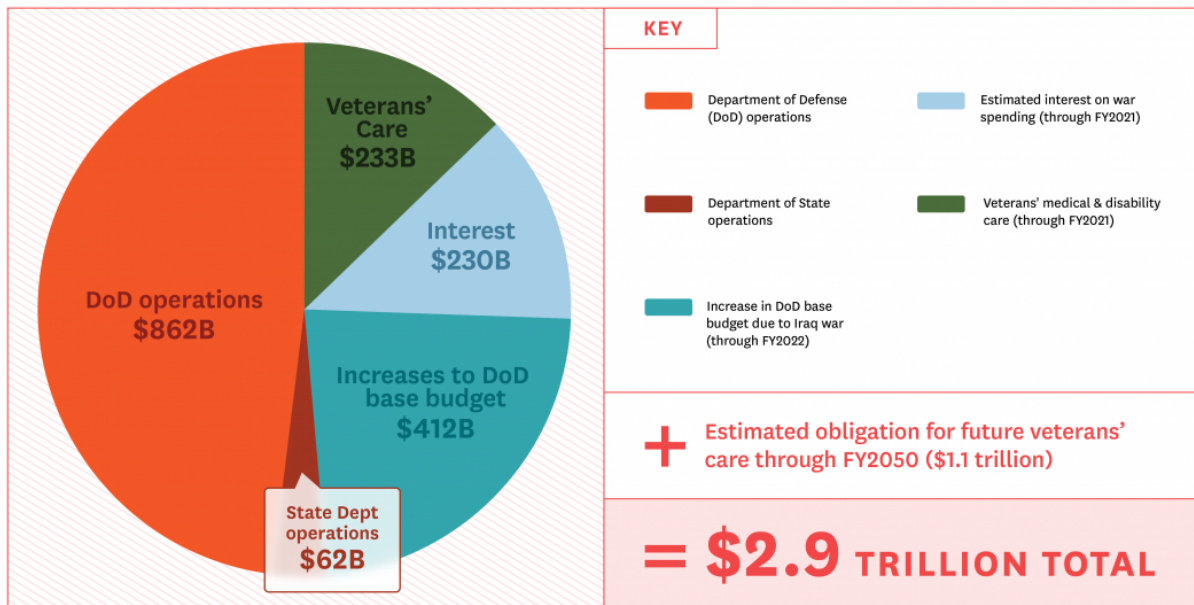 Veterans'
Care
$233B
Interest
$230B
DoD operations
$862B
Increases to DoD
base budget
$412B
State Dept
operations
$62B
KEY
Department of Defense
(DoD) operations
Estimated interest on war
spending (through FY2021)
Department of State
operations
Veterans' medical & disability
care (through FY2021)
Increase in DoD base
budget due to Iraq war
(through FY2022)
+ Estimated obligation for future veterans'
care through FY2050 ($1.1 trillion)
= $2.9 TRILLION TOTAL